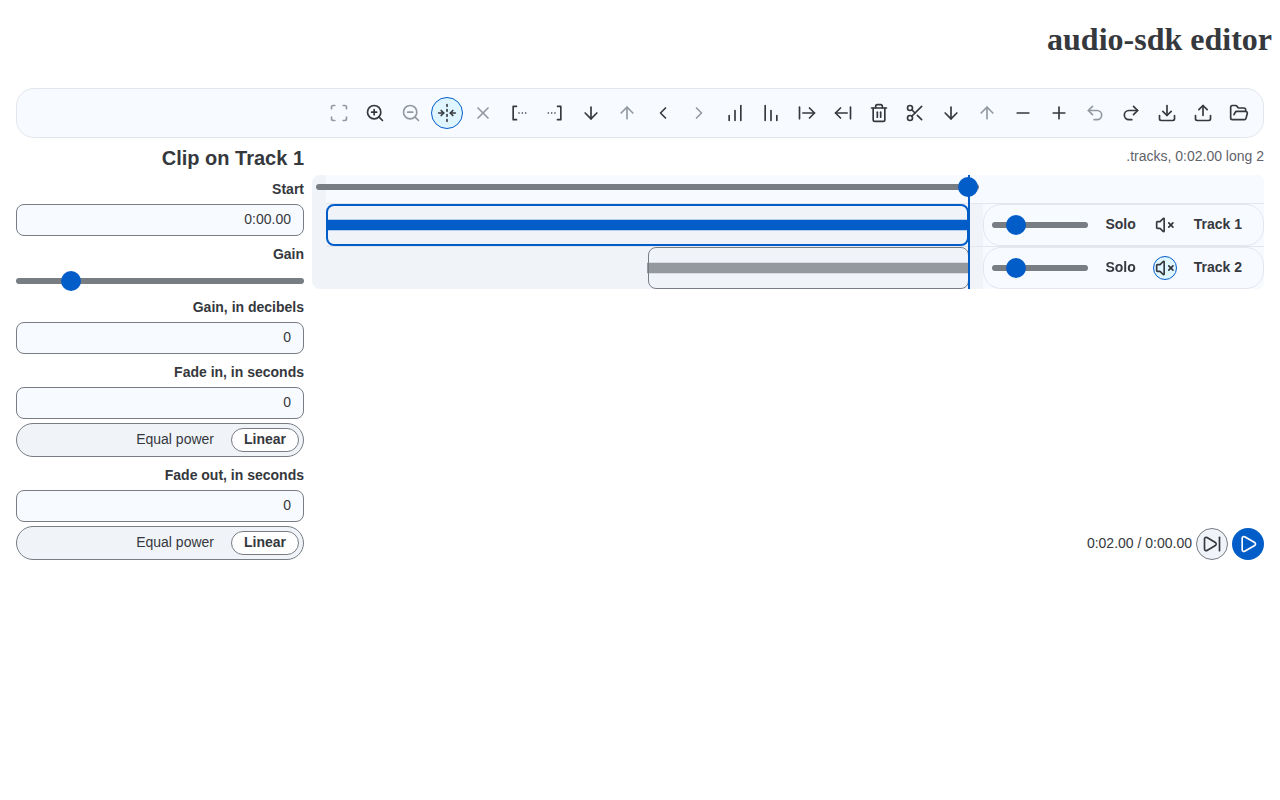 audio-sdk editor
.tracks, 0:02.00 long 2
Clip on Track 1
Start
0:00.00
Gain
Gain, in decibels
0
Fade in, in seconds
0
Equal power Linear
Fade out, in seconds
0
Equal power Linear
Solo Track 1
Solo Track 2
0:02.00 / 0:00.00